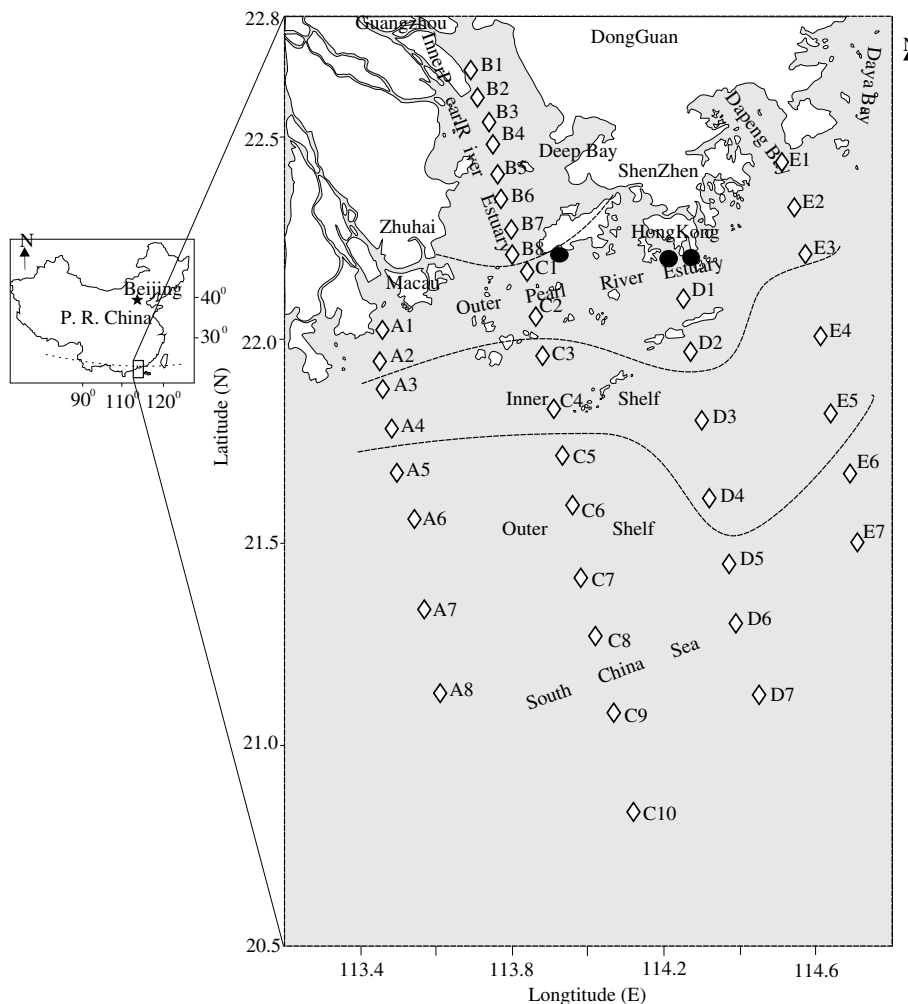 22.8
Guangzhou
DongGuan
N
InnerPearlRiver
Estuary
B1
B2
B3
B4
B5
B6
B7
B8
Daya Bay
Dapeng Bay
22.5
Deep Bay
ShenZhen
E1
E2
E3
E4
E5
E6
E7
Zhuhai
HongKong
Macau
Outer Pearl River Estuary
C1
C2
C3
C4
C5
C6
C7
C8
C9
C10
D1
D2
D3
D4
D5
D6
D7
A1
A2
A3
A4
A5
A6
A7
A8
Inner Shelf
Outer Shelf
South China Sea
22.0
21.5
21.0
20.5
Latitude (N)
113.4 113.8 114.2 114.6
Longtitude (E)
N
Beijing
P. R. China
40⁰
30⁰
90⁰ 110⁰ 120⁰